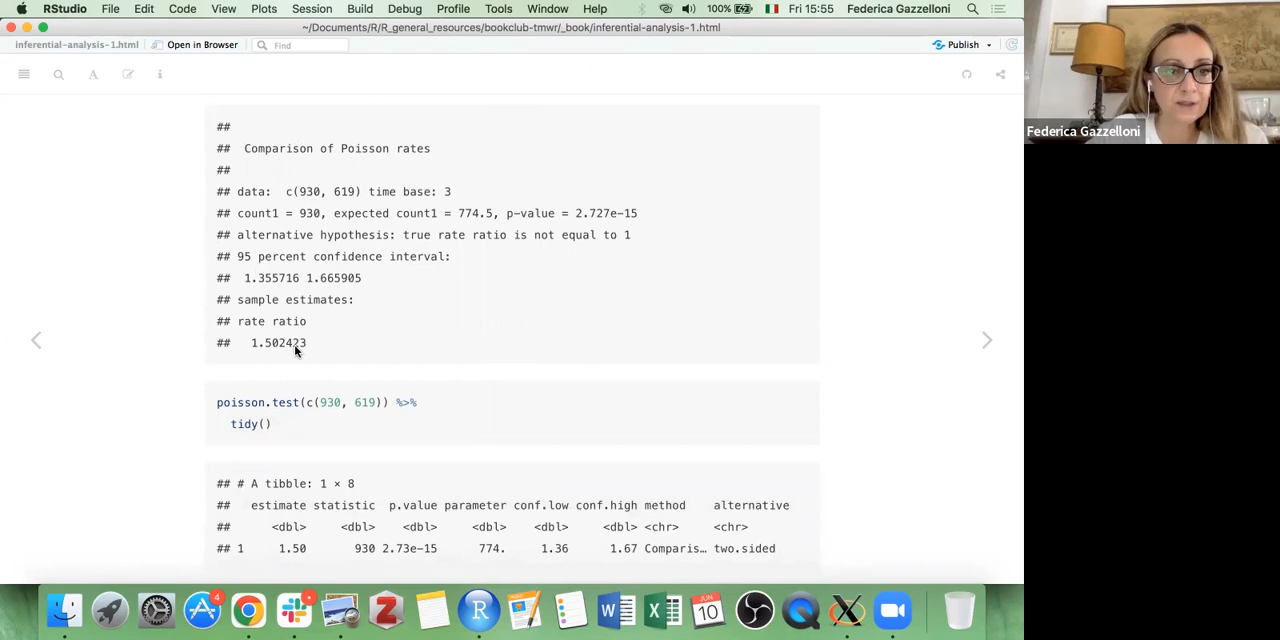 RStudio File Edit Code View Plots Session Build Debug Profile Tools Window Help 100% Fri 15:55 Federica Gazzelloni
~/Documents/R/R_general_resources/bookclub-tmwr/_book/inferential-analysis-1.html
inferential-analysis-1.html Open in Browser Find Publish
A i
Federica Gazzelloni
##
## Comparison of Poisson rates
##
## data: c(930, 619) time base: 3
## count1 = 930, expected count1 = 774.5, p-value = 2.727e-15
## alternative hypothesis: true rate ratio is not equal to 1
## 95 percent confidence interval:
## 1.355716 1.665905
## sample estimates:
## rate ratio
## 1.502423
poisson.test(c(930, 619)) %>%
tidy()
## # A tibble: 1 × 8
## estimate statistic p.value parameter conf.low conf.high method alternative
## <dbl> <dbl> <dbl> <dbl> <dbl> <dbl> <chr> <chr>
## 1 1.50 930 2.73e-15 774. 1.36 1.67 Comparis… two.sided
4
Z R W X JUN
10 X